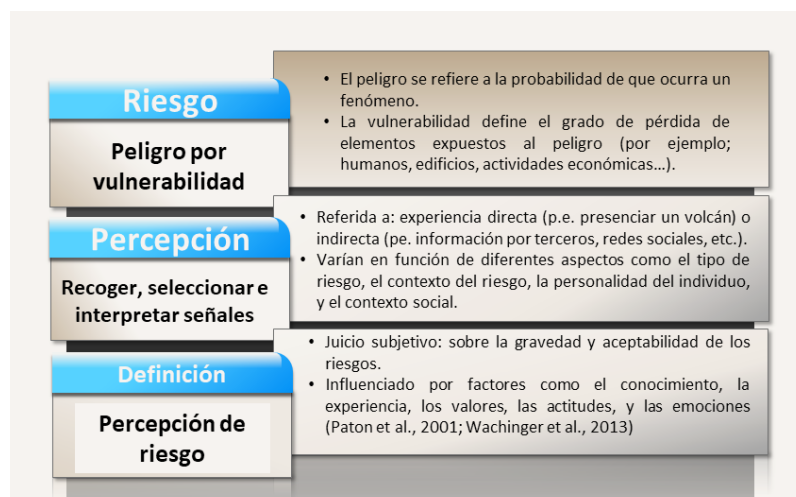 Riesgo
Peligro por
vulnerabilidad
• El peligro se refiere a la probabilidad de que ocurra un
fenómeno.
• La vulnerabilidad define el grado de pérdida de
elementos expuestos al peligro (por ejemplo;
humanos, edificios, actividades económicas…).
Percepción
Recoger, seleccionar e
interpretar señales
• Referida a: experiencia directa (p.e. presenciar un volcán) o
indirecta (pe. información por terceros, redes sociales, etc.).
• Varían en función de diferentes aspectos como el tipo de
riesgo, el contexto del riesgo, la personalidad del individuo,
y el contexto social.
Definición
Percepción de
riesgo
• Juicio subjetivo: sobre la gravedad y aceptabilidad de los
riesgos.
• Influenciado por factores como el conocimiento, la
experiencia, los valores, las actitudes, y las emociones
(Paton et al., 2001; Wachinger et al., 2013)